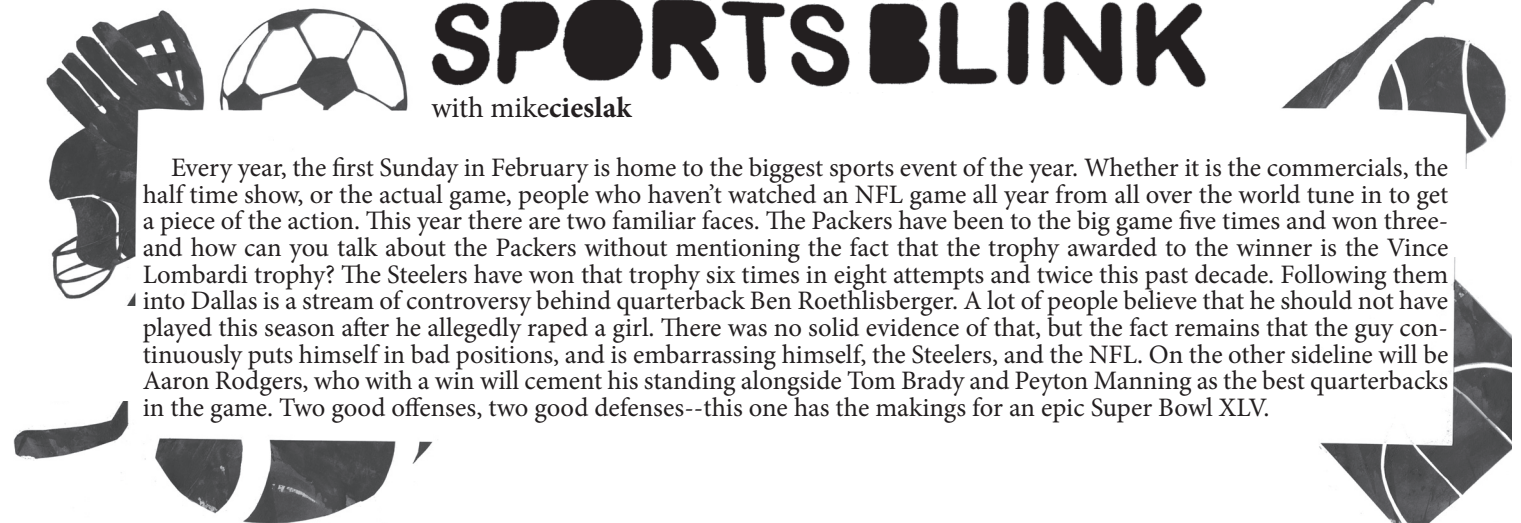 SPORTS BLINK
with mikecieslak
Every year, the first Sunday in February is home to the biggest sports event of the year. Whether it is the commercials, the
half time show, or the actual game, people who haven’t watched an NFL game all year from all over the world tune in to get
a piece of the action. This year there are two familiar faces. The Packers have been to the big game five times and won three-
and how can you talk about the Packers without mentioning the fact that the trophy awarded to the winner is the Vince
Lombardi trophy? The Steelers have won that trophy six times in eight attempts and twice this past decade. Following them
into Dallas is a stream of controversy behind quarterback Ben Roethlisberger. A lot of people believe that he should not have
played this season after he allegedly raped a girl. There was no solid evidence of that, but the fact remains that the guy con-
tinuously puts himself in bad positions, and is embarrassing himself, the Steelers, and the NFL. On the other sideline will be
Aaron Rodgers, who with a win will cement his standing alongside Tom Brady and Peyton Manning as the best quarterbacks
in the game. Two good offenses, two good defenses--this one has the makings for an epic Super Bowl XLV.